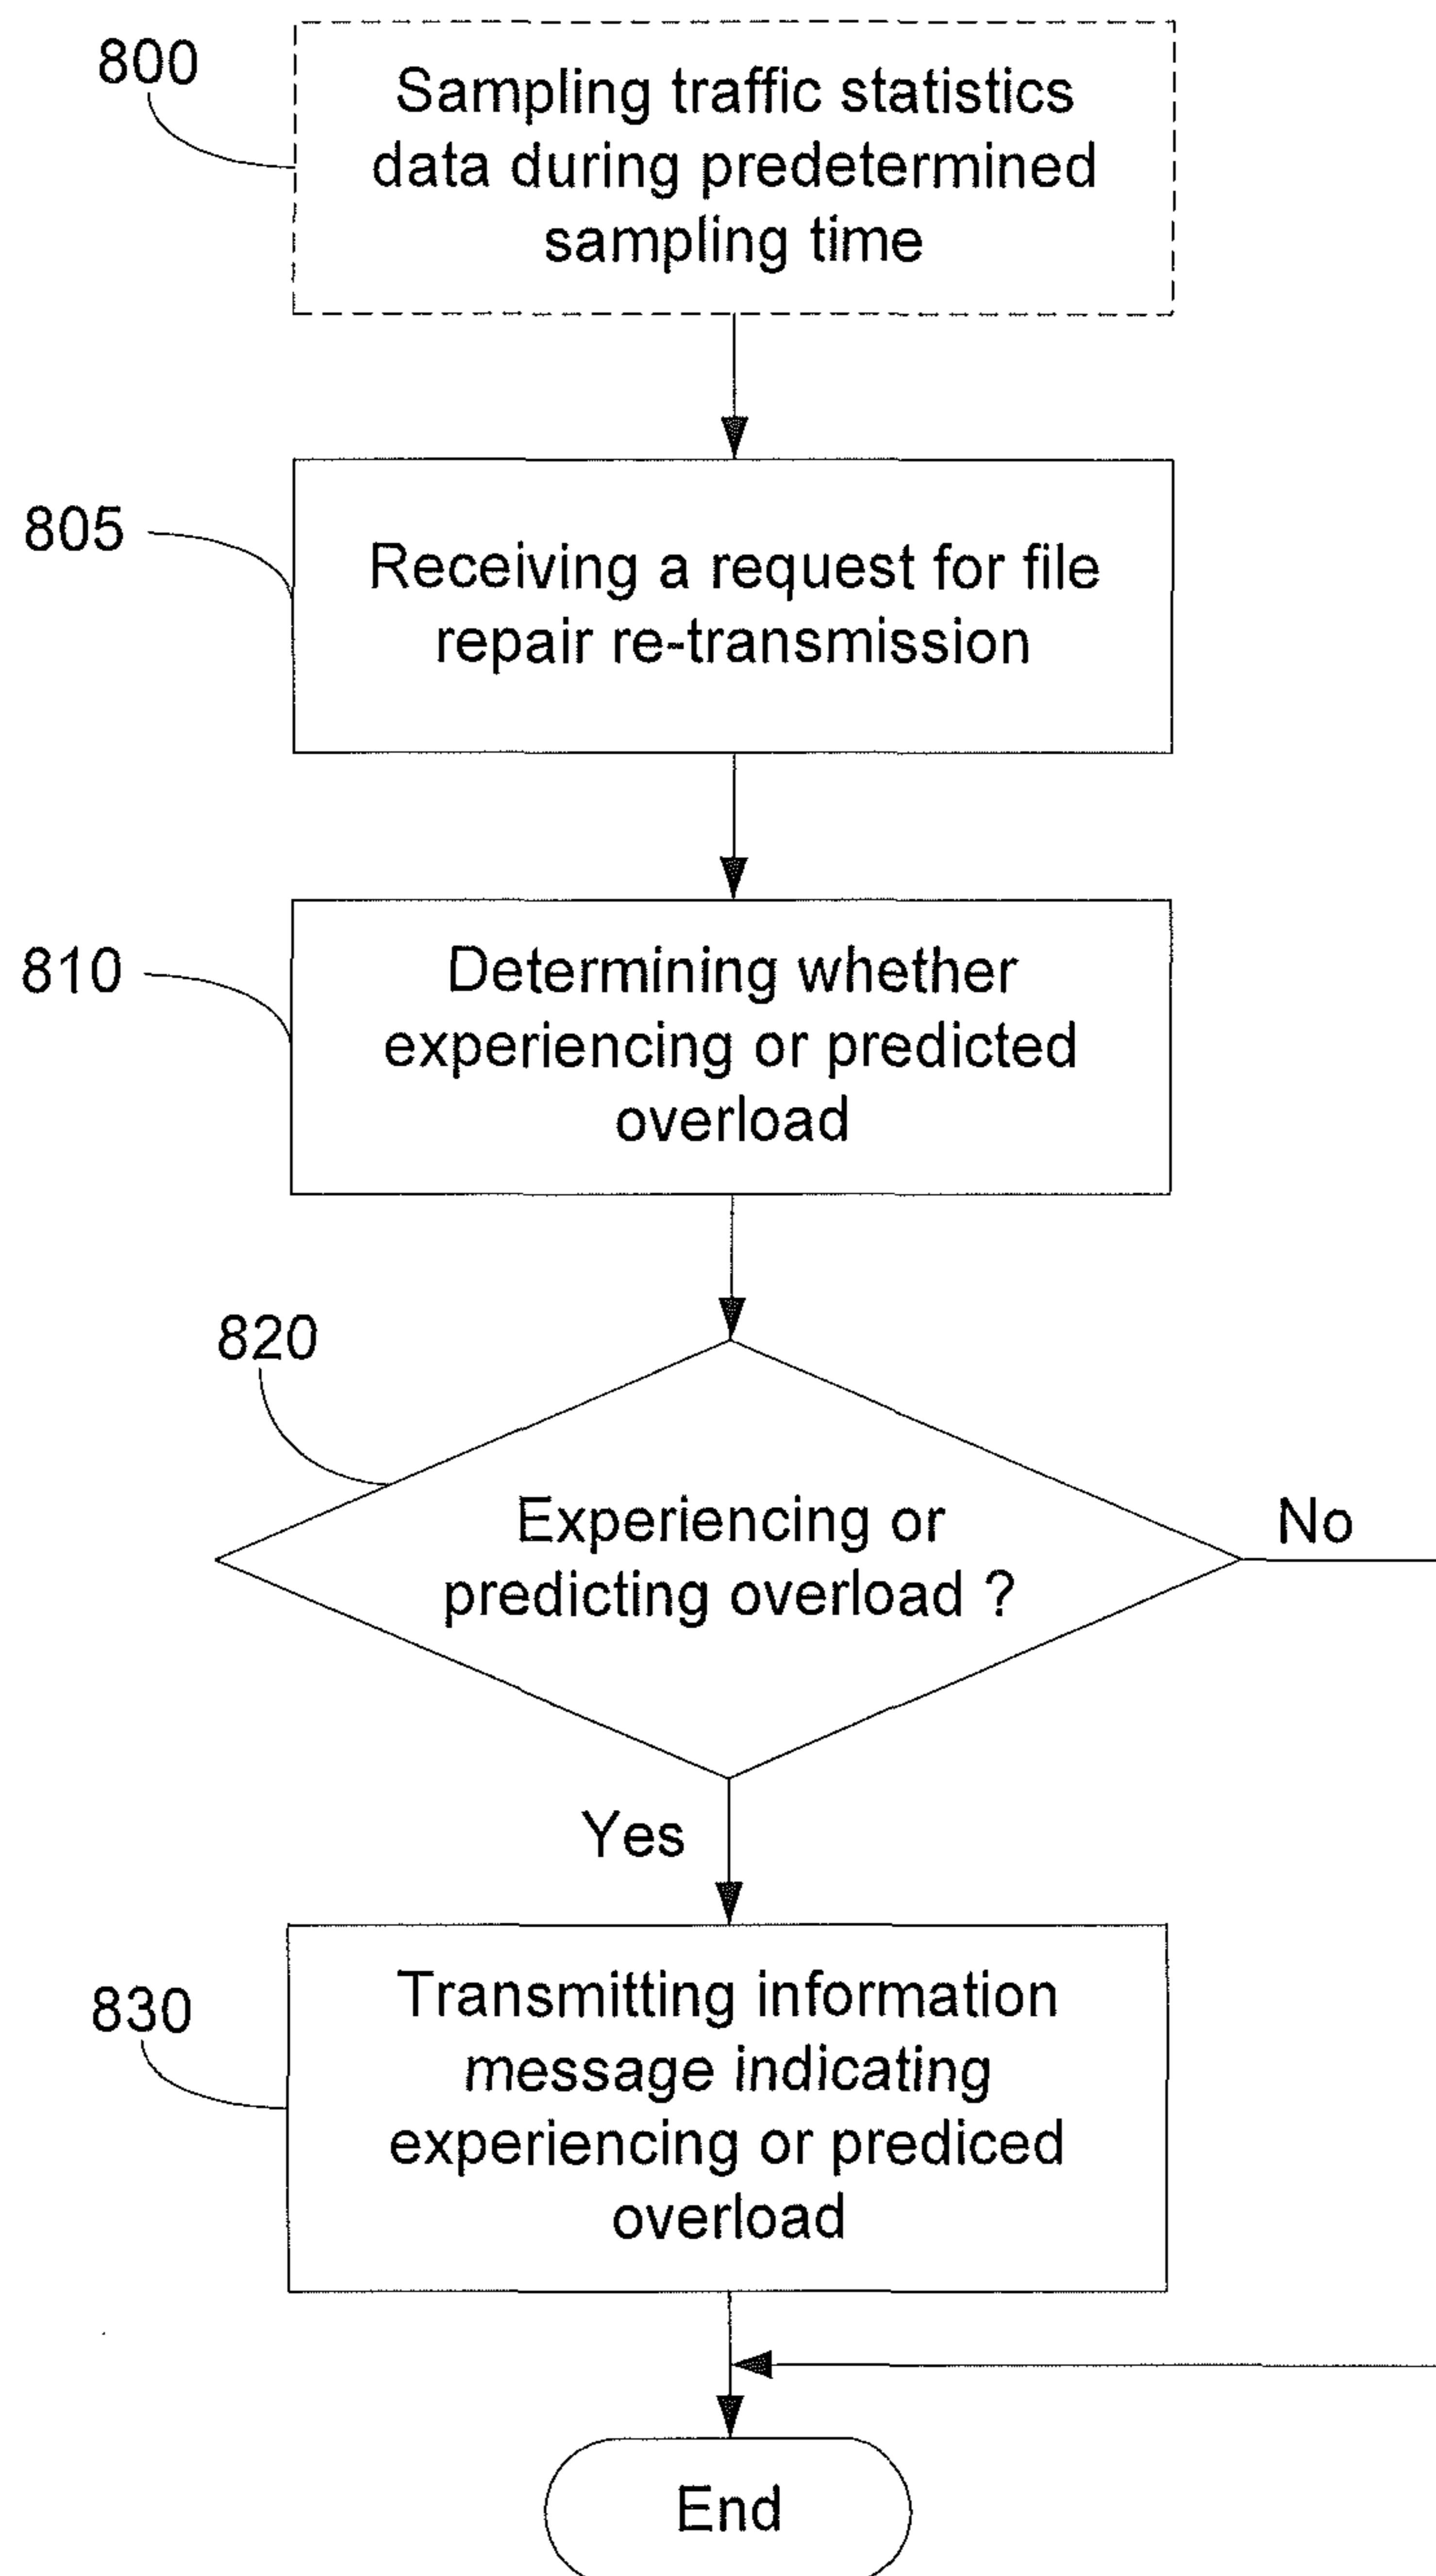 800
Sampling traffic statistics
data during predetermined
sampling time
805
Receiving a request for file
repair re-transmission
810
Determining whether
experiencing or predicted
overload
820
Experiencing or
predicting overload ?
No
Yes
830
Transmitting information
message indicating
experiencing or prediced
overload
End